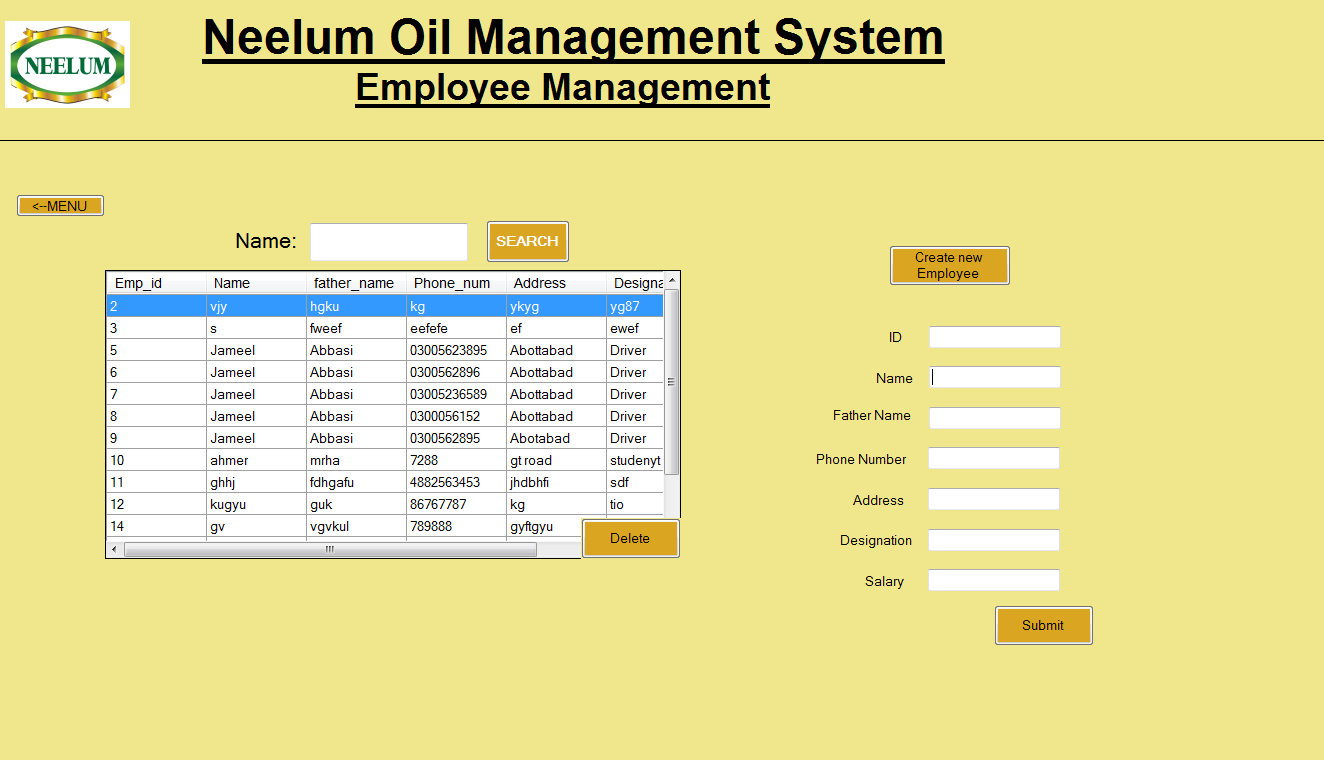 Neelum Oil Management System
NEELUM
Employee Management
<--MENU
Name: SEARCH
Create new
Employee
Emp_id Name father_name Phone_num Address Designa
2 vjy hgku kg ykyg yg87
3 s fweef eefefe ef ewef
5 Jameel Abbasi 03005623895 Abottabad Driver
6 Jameel Abbasi 0300562896 Abottabad Driver
7 Jameel Abbasi 03005236589 Abottabad Driver
8 Jameel Abbasi 0300056152 Abottabad Driver
9 Jameel Abbasi 0300562895 Abotabad Driver
10 ahmer mrha 7288 gt road studenyt
11 ghhj fdhgafu 4882563453 jhdbhfi sdf
12 kugyu guk 86767787 kg tio
14 gv vgvkul 789888 gyftgyu
Delete
ID
Name
Father Name
Phone Number
Address
Designation
Salary
Submit